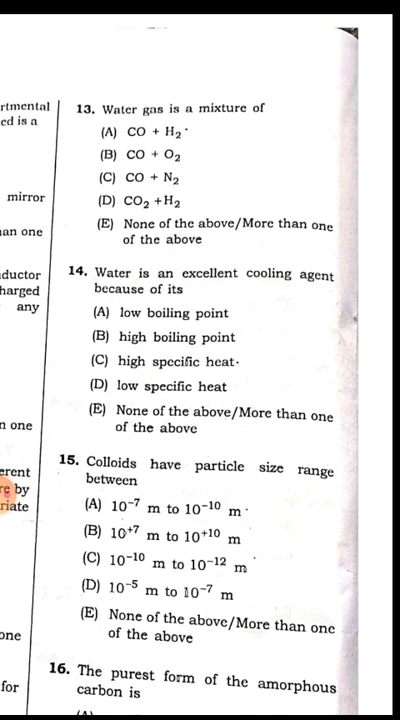 rtmental
ed is a
mirror
an one
ductor
harged
any
n one
erent
re by
riate
one
for
13. Water gas is a mixture of
(A) CO + H₂
(B) CO + O₂
(C) CO + N₂
(D) CO₂ +H₂
(E) None of the above/More than one
of the above
14. Water is an excellent cooling agent
because of its
(A) low boiling point
(B) high boiling point
(C) high specific heat
(D) low specific heat
(E) None of the above/More than one
of the above
15. Colloids have particle size range
between
(A) 10⁻⁷ m to 10⁻¹⁰ m
(B) 10⁺⁷ m to 10⁺¹⁰ m
(C) 10⁻¹⁰ m to 10⁻¹² m
(D) 10⁻⁵ m to 10⁻⁷ m
(E) None of the above/More than one
of the above
16. The purest form of the amorphous
carbon is